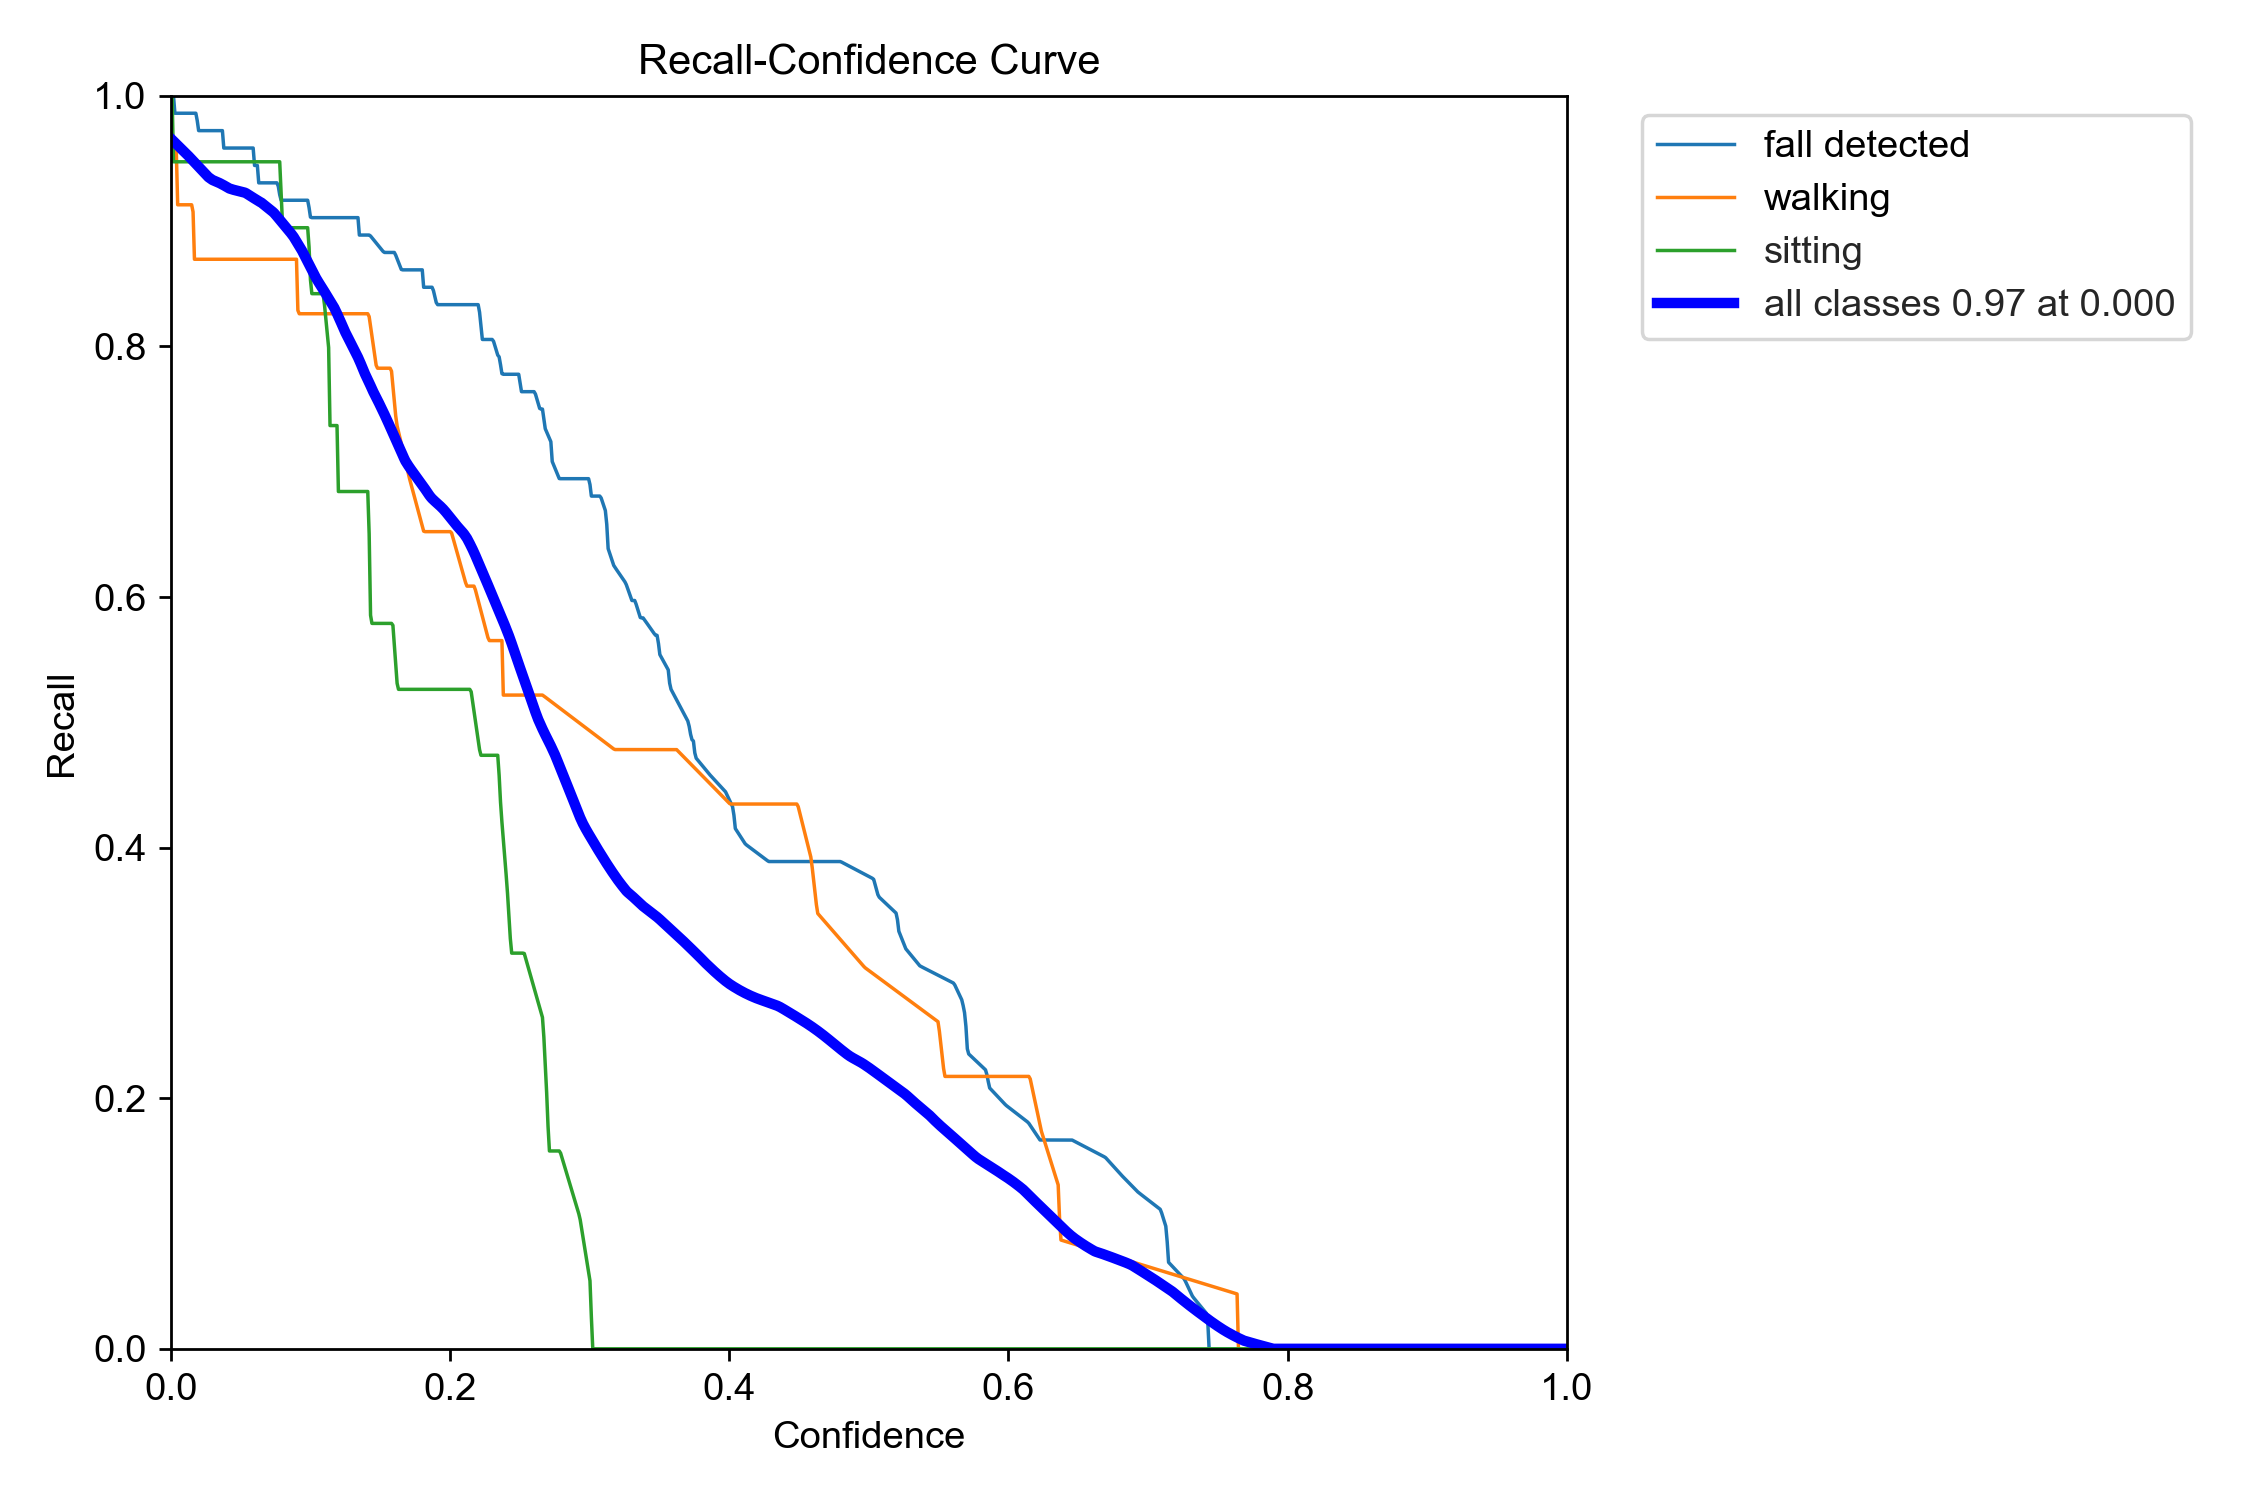 Recall-Confidence Curve
1.0
0.8
0.6
0.4
0.2
0.0
Recall
0.0 0.2 0.4 0.6 0.8 1.0
Confidence
fall detected
walking
sitting
all classes 0.97 at 0.000